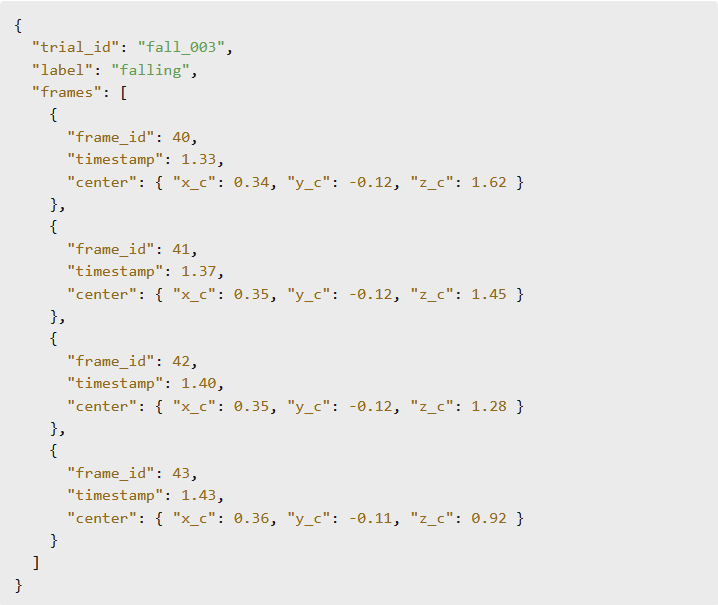 {
  "trial_id": "fall_003",
  "label": "falling",
  "frames": [
    {
      "frame_id": 40,
      "timestamp": 1.33,
      "center": { "x_c": 0.34, "y_c": -0.12, "z_c": 1.62 }
    },
    {
      "frame_id": 41,
      "timestamp": 1.37,
      "center": { "x_c": 0.35, "y_c": -0.12, "z_c": 1.45 }
    },
    {
      "frame_id": 42,
      "timestamp": 1.40,
      "center": { "x_c": 0.35, "y_c": -0.12, "z_c": 1.28 }
    },
    {
      "frame_id": 43,
      "timestamp": 1.43,
      "center": { "x_c": 0.36, "y_c": -0.11, "z_c": 0.92 }
    }
  ]
}